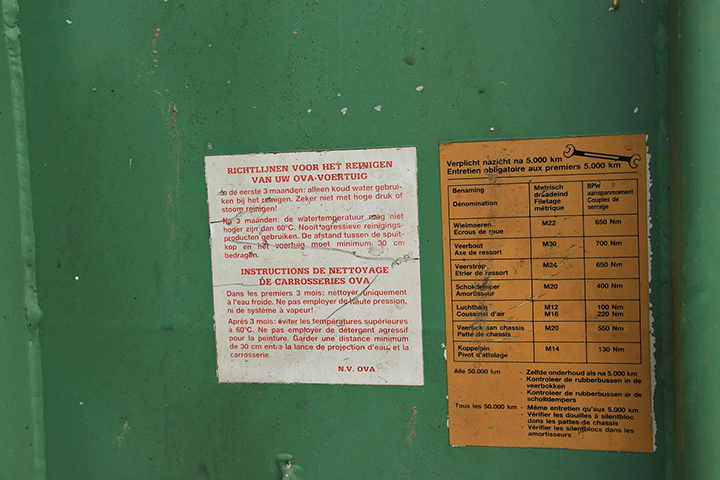 RICHTLIJNEN VOOR HET REINIGEN
VAN UW OVA-VOERTUIG
In de eerste 3 maanden: alleen koud water gebrui-
ken bij het reinigen. Zeker niet met hoge druk of
stoom reinigen!
Na 3 maanden: de watertemperatuur mag niet
hoger zijn dan 60°C. Nooit agressieve reinigings-
producten gebruiken. De afstand tussen de spuit-
kop en het voertuig moet minimum 30 cm
bedragen.
INSTRUCTIONS DE NETTOYAGE
DE CARROSSERIES OVA
Dans les premiers 3 mois: nettoyer uniquement
à l'eau froide. Ne pas employer de haute pression,
ni de système à vapeur!
Après 3 mois: éviter les températures supérieures
à 60°C. Ne pas employer de détergent agressif
pour la peinture. Garder une distance minimum
de 30 cm entre la lance de projection d'eau, et la
carrosserie.
N.V. OVA
Verplicht nazicht na 5.000 km
Entretien obligatoire aux premiers 5.000 km
Benaming
Dénomination
Metrisch
draadeind
Filetage
métrique
BPW
aanspanmoment
Couples de
serrage
Wielmoeren M22 650 Nm
Ecrous de roue
Veerbout M30 700 Nm
Axe de ressort
Veerstrop M24 650 Nm
Etrier de ressort
Schokdemper M20 400 Nm
Amortisseur
Luchtbalg M12 100 Nm
Coussinet d'air M16 220 Nm
Veerbok aan chassis M20 550 Nm
Patte de chassis
Koppelpin M14 130 Nm
Pivot d'attelage
Alle 50.000 km - Zelfde onderhoud als na 5.000 km
- Kontroleer de rubberbussen in de
veerbokken
- Kontroleer de rubberbussen in de
schokdempers
Tous les 50.000 km - Même entretien qu'aux 5.000 km
- Vérifier les douilles à silentbloc
dans les pattes de chassis
- Vérifier les silentblocs dans les
amortisseurs